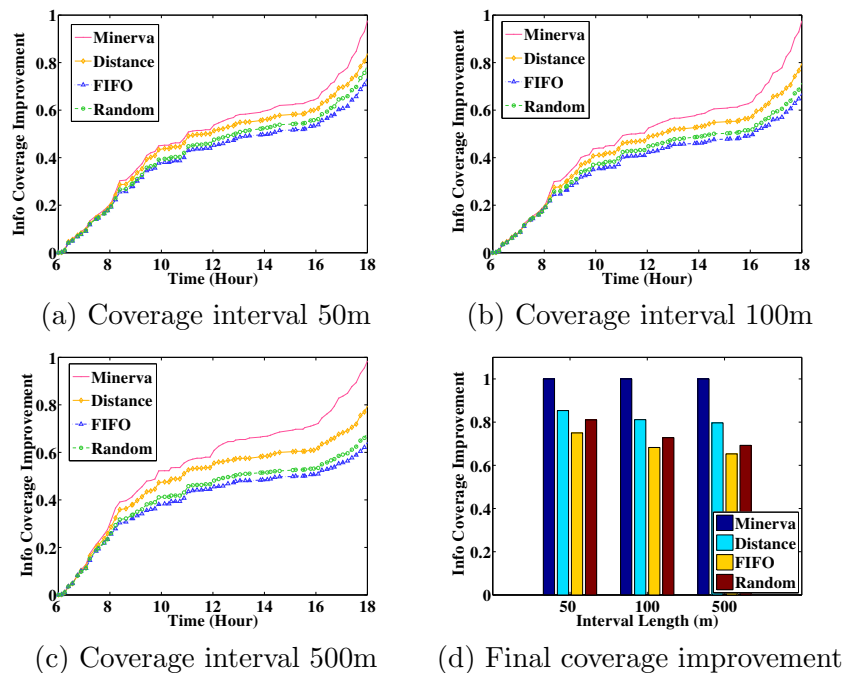 1
0.8
0.6
0.4
0.2
0
Info Coverage Improvement
Minerva
Distance
FIFO
Random
6 8 10 12 14 16 18
Time (Hour)
(a) Coverage interval 50m
1
0.8
0.6
0.4
0.2
0
Info Coverage Improvement
Minerva
Distance
FIFO
Random
6 8 10 12 14 16 18
Time (Hour)
(b) Coverage interval 100m
1
0.8
0.6
0.4
0.2
0
Info Coverage Improvement
Minerva
Distance
FIFO
Random
6 8 10 12 14 16 18
Time (Hour)
(c) Coverage interval 500m
1
0.8
0.6
0.4
0.2
0
Info Coverage Improvement
Minerva
Distance
FIFO
Random
50 100 500
Interval Length (m)
(d) Final coverage improvement